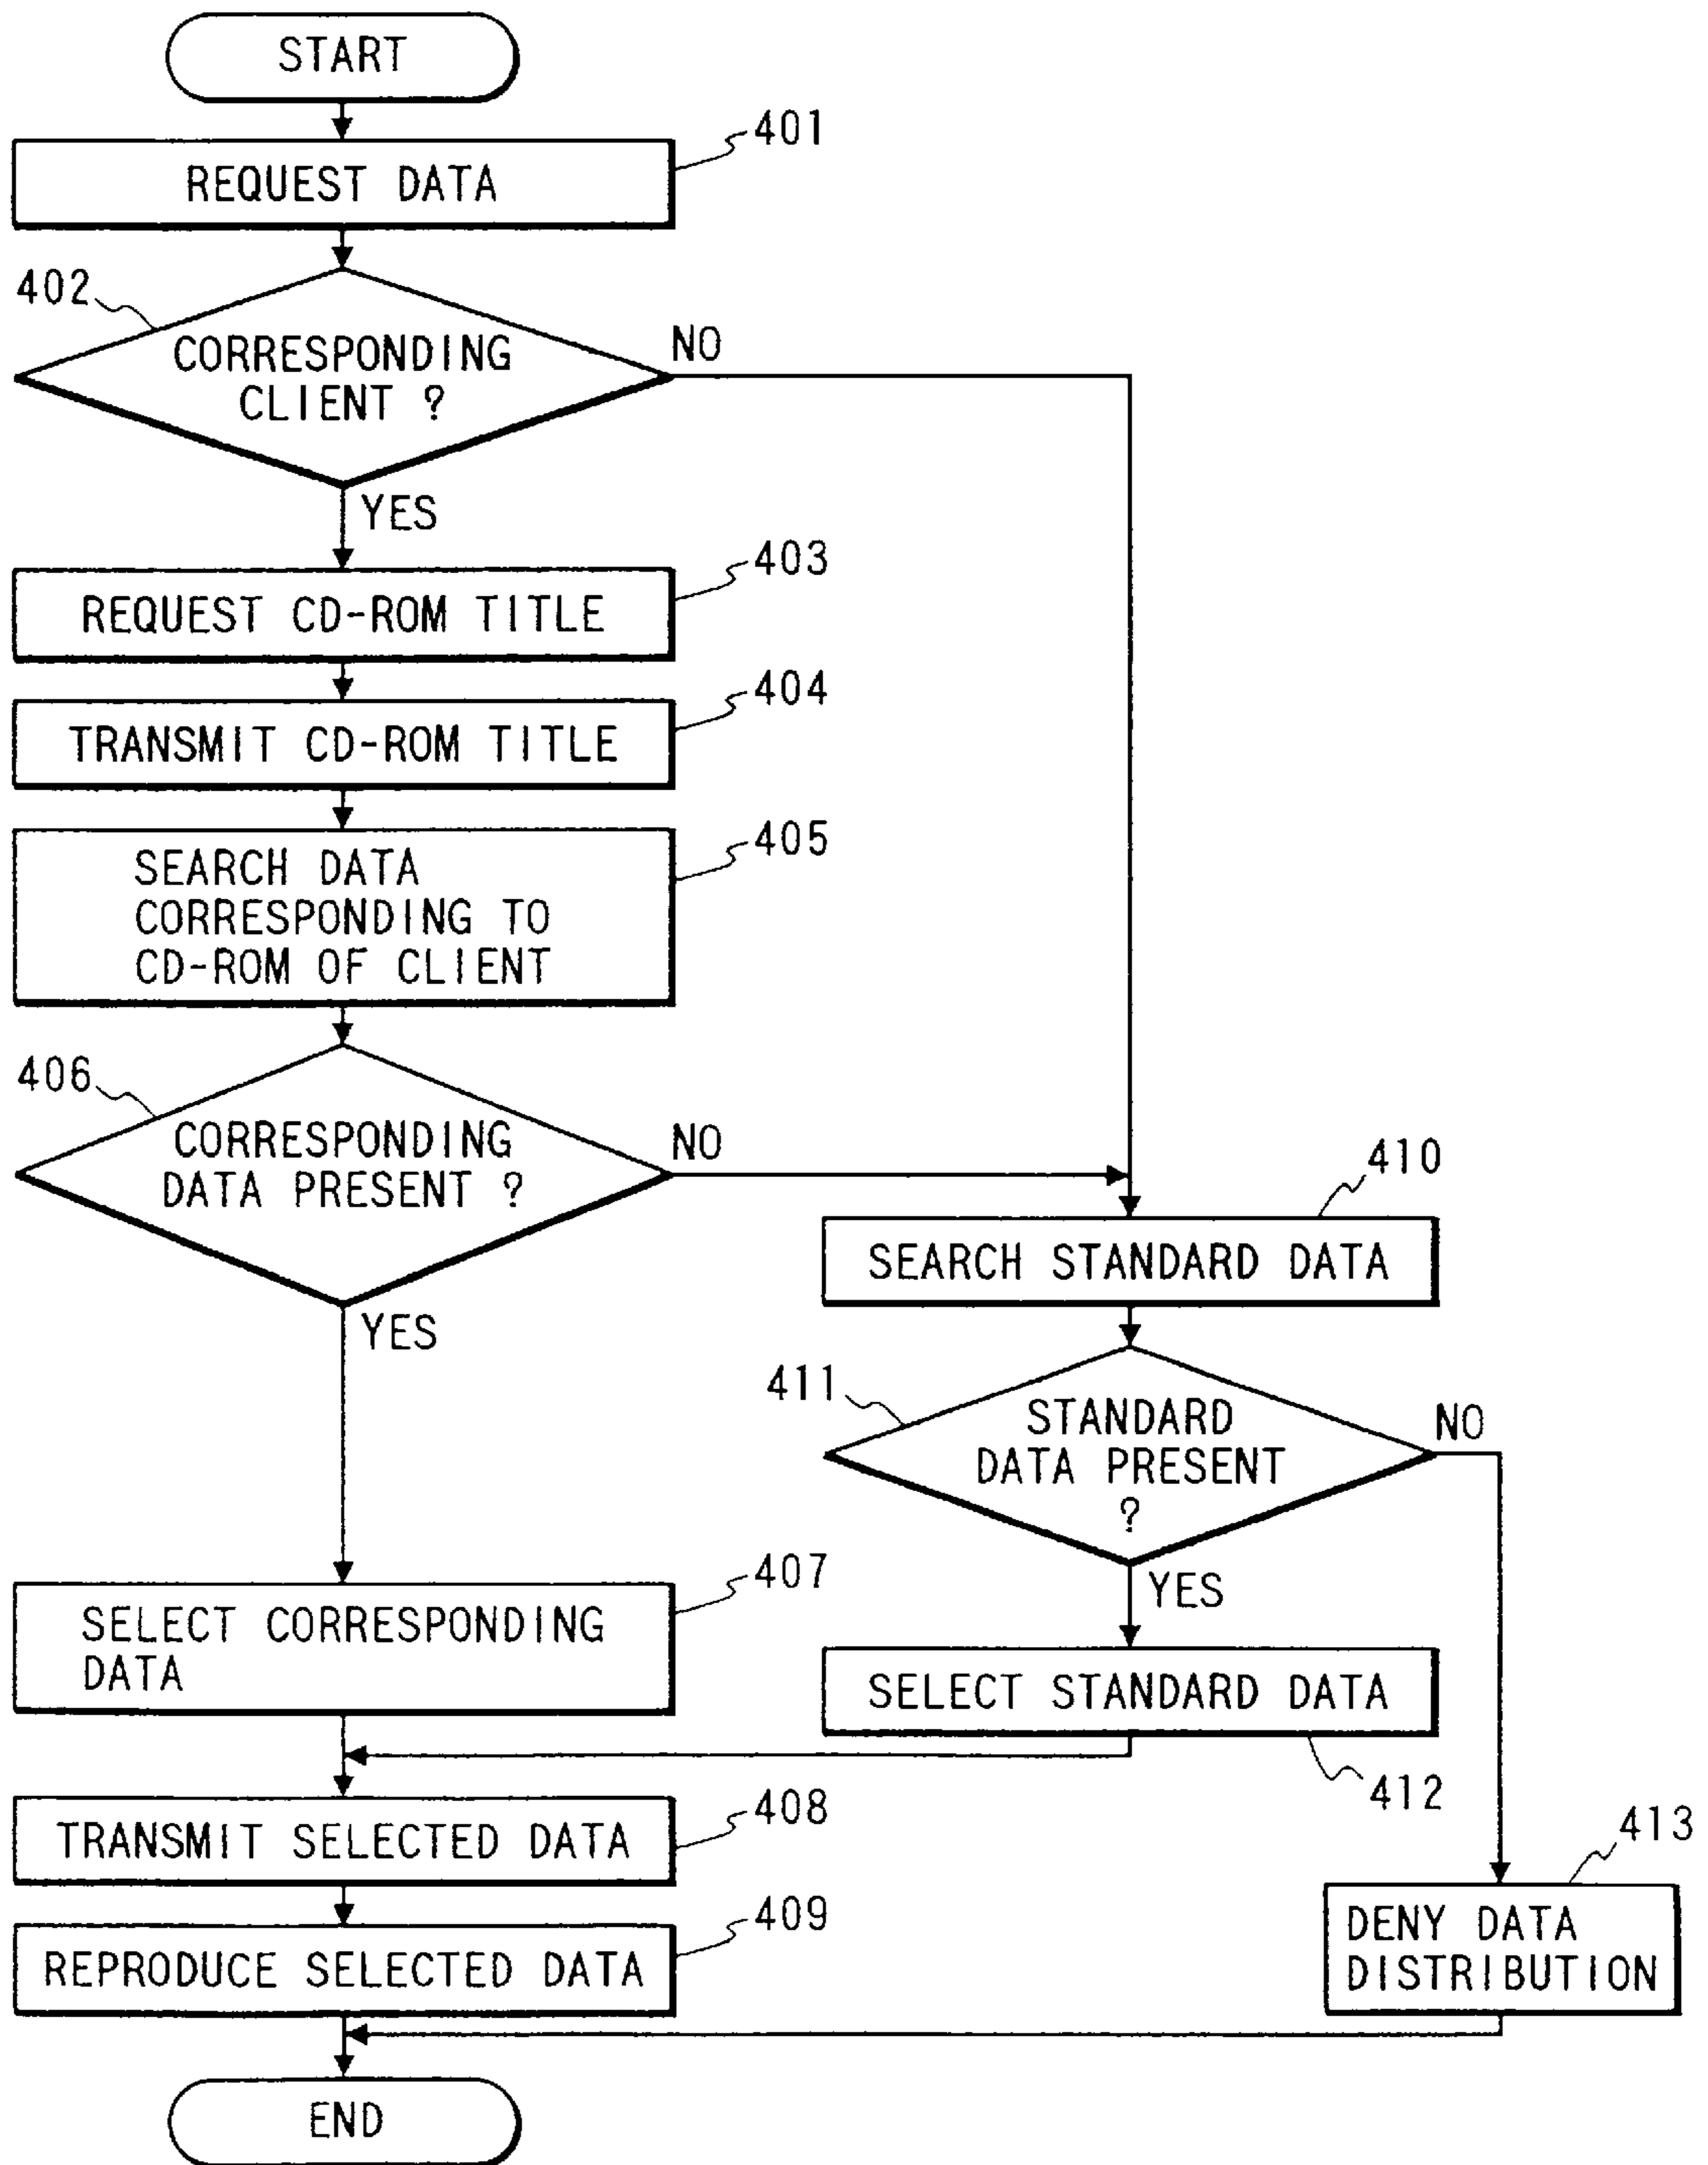 START
401
REQUEST DATA
402
CORRESPONDING
CLIENT ?
NO
YES
403
REQUEST CD-ROM TITLE
404
TRANSMIT CD-ROM TITLE
405
SEARCH DATA
CORRESPONDING TO
CD-ROM OF CLIENT
406
CORRESPONDING
DATA PRESENT ?
NO
YES
410
SEARCH STANDARD DATA
411
STANDARD
DATA PRESENT
?
NO
YES
407
SELECT CORRESPONDING
DATA
SELECT STANDARD DATA
412
408
TRANSMIT SELECTED DATA
413
DENY DATA
DISTRIBUTION
409
REPRODUCE SELECTED DATA
END